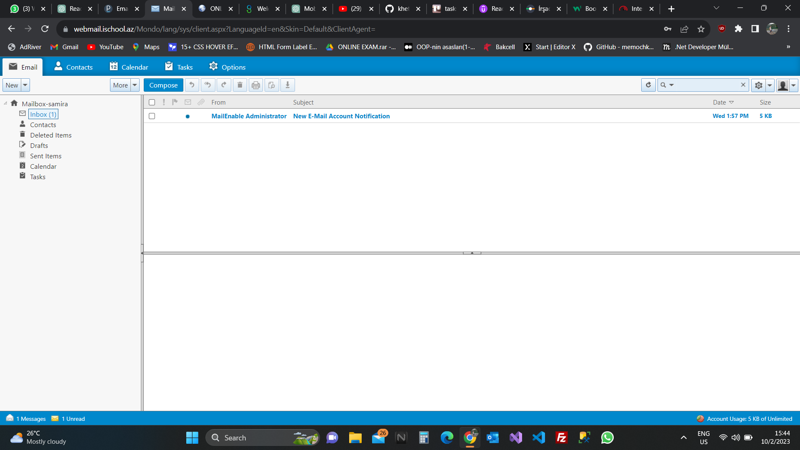 (3) W
Rea
Ema
Mail
ONI
Wel
Mol
(29)
khe
task
Rea
İrşa
Boo
Inte
webmail.ischool.az/Mondo/lang/sys/client.aspx?LanguageId=en&Skin=Default&ClientAgent=
AdRiver
Gmail
YouTube
Maps
15+ CSS HOVER EF...
HTML Form Label E...
ONLINE EXAM.rar -...
OOP-nin əsasları(1-...
Bakcell
Start | Editor X
GitHub - memochk...
.Net Developer Mül...
»
Email
Contacts
Calendar
Tasks
Options
New
More
Compose
Mailbox-samira
Inbox (1)
Contacts
Deleted Items
Drafts
Sent Items
Calendar
Tasks
From
Subject
Date
Size
MailEnable Administrator
New E-Mail Account Notification
Wed 1:57 PM
5 KB
1 Messages
1 Unread
Account Usage: 5 KB of Unlimited
26°C
Mostly cloudy
Search
26
ENG
US
15:44
10/2/2023